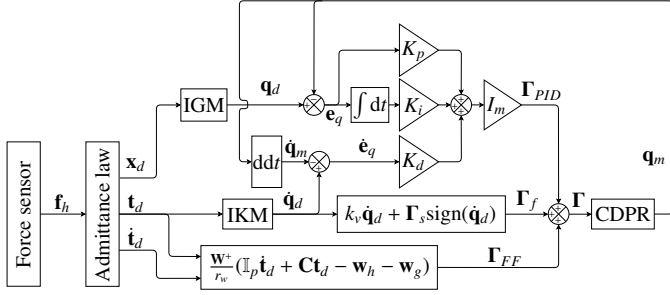 K_p
IGM
q_d
e_q
∫ dt
K_i
I_m
Γ_PID
ddt
q̇_m
ė_q
K_d
q_m
Force sensor
f_h
Admittance law
x_d
t_d
ṫ_d
IKM
q̇_d
k_v q̇_d + Γ_s sign(q̇_d)
Γ_f
Γ
CDPR
w⁺/r_w (𝕀_p ṫ_d + Ct_d − w_h − w_g)
Γ_FF